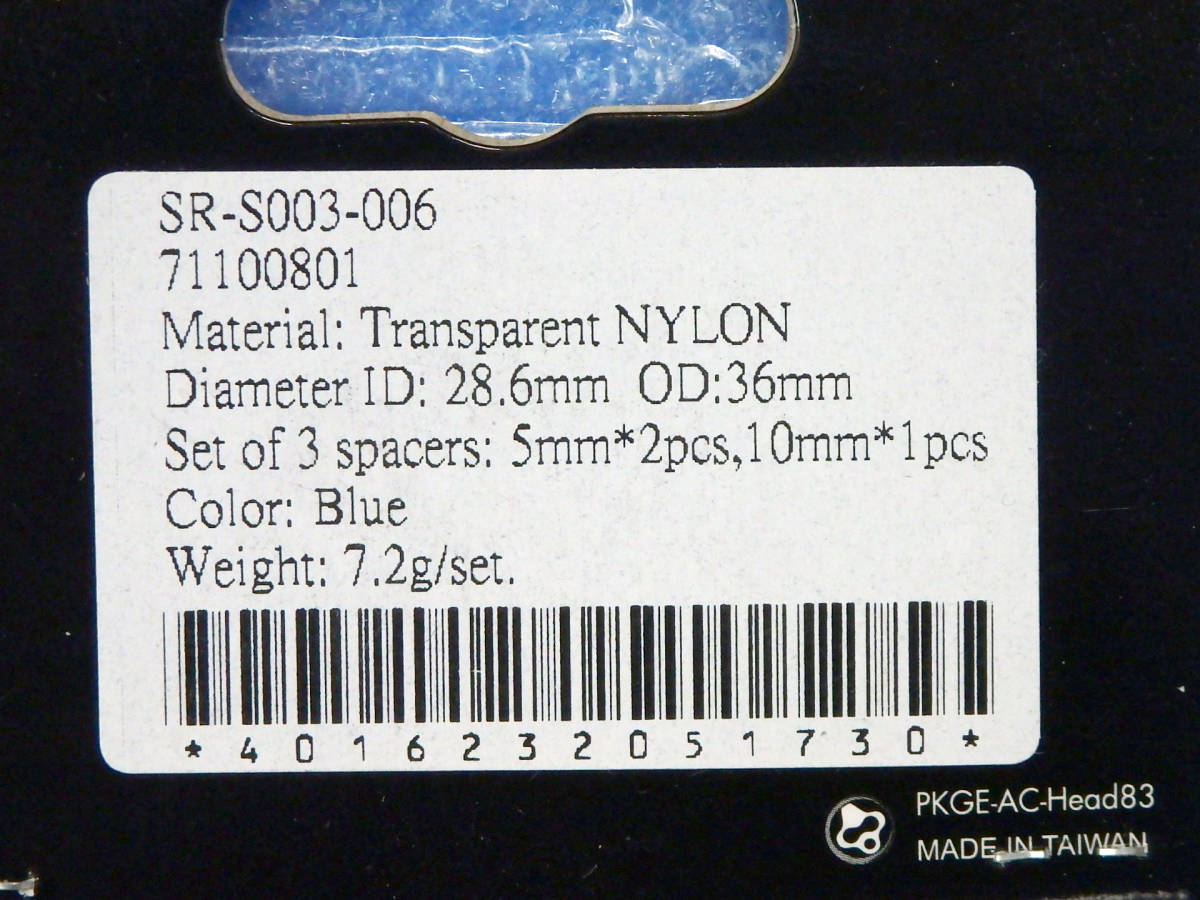 SR-S003-006
71100801
Material: Transparent NYLON
Diameter ID: 28.6mm OD:36mm
Set of 3 spacers: 5mm*2pcs,10mm*1pcs
Color: Blue
Weight: 7.2g/set.
*4016232051730*
PKGE-AC-Head83
MADE IN TAIWAN